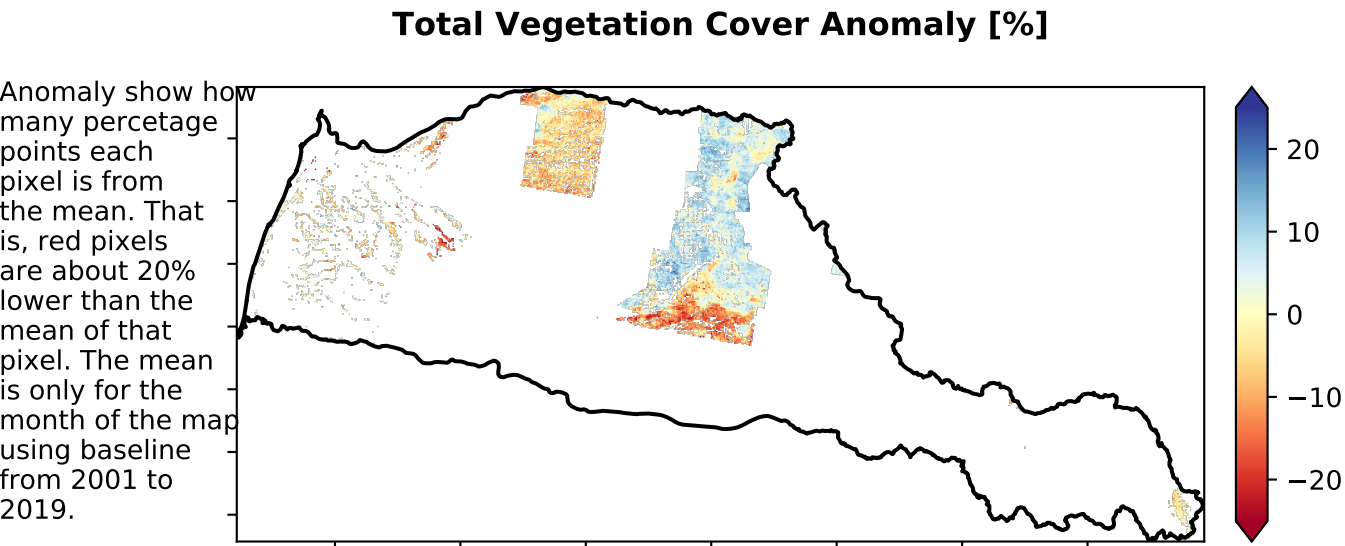 Total Vegetation Cover Anomaly [%]
Anomaly show how
many percetage
points each
pixel is from
the mean. That
is, red pixels
are about 20%
lower than the
mean of that
pixel. The mean
is only for the
month of the map
using baseline
from 2001 to
2019.
20
10
0
−10
−20